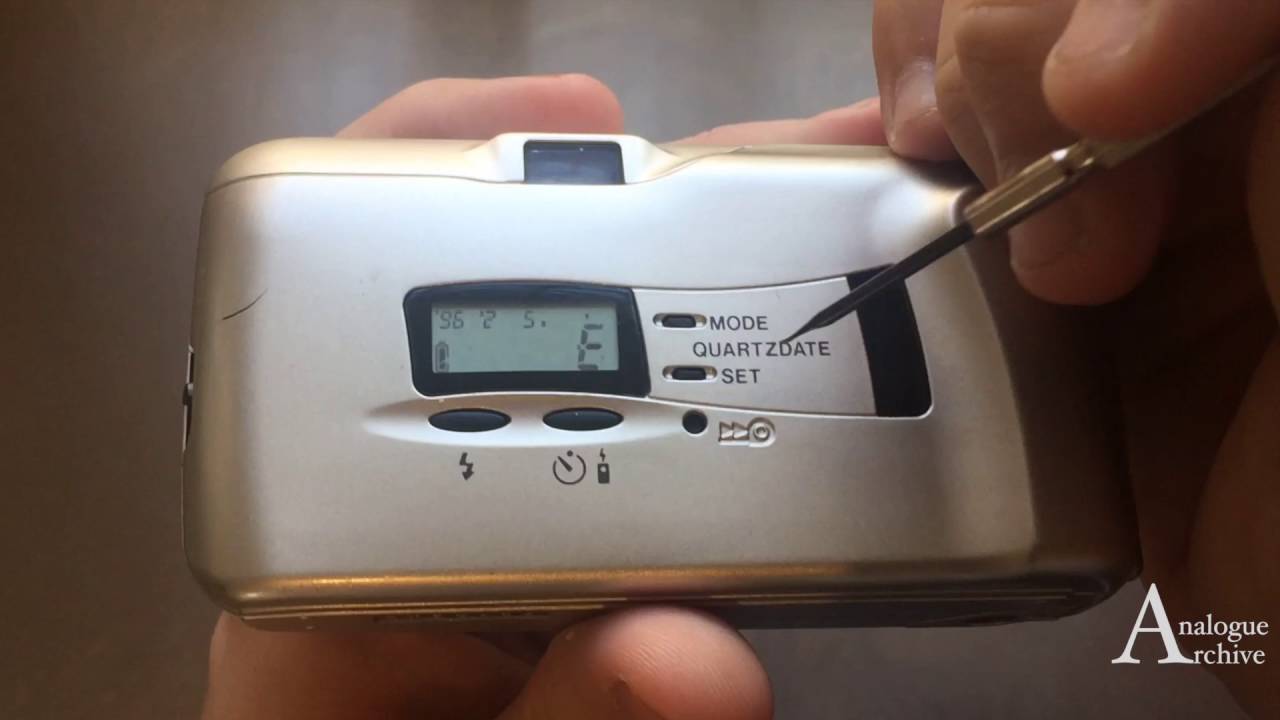 '96 '2 5.
E
MODE
QUARTZDATE
SET
Analogue
Archive